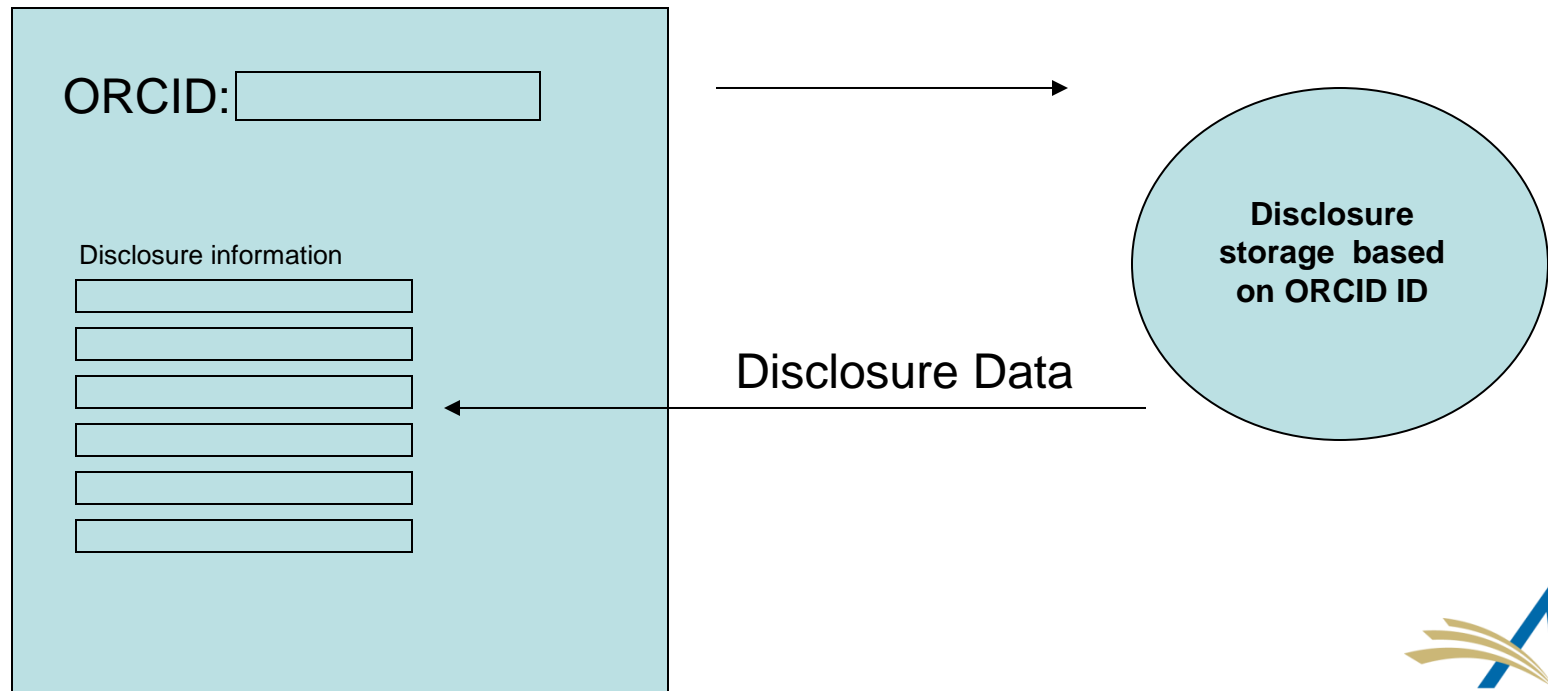 ORCID:
Disclosure information
Disclosure Data
Disclosure
storage based
on ORCID ID